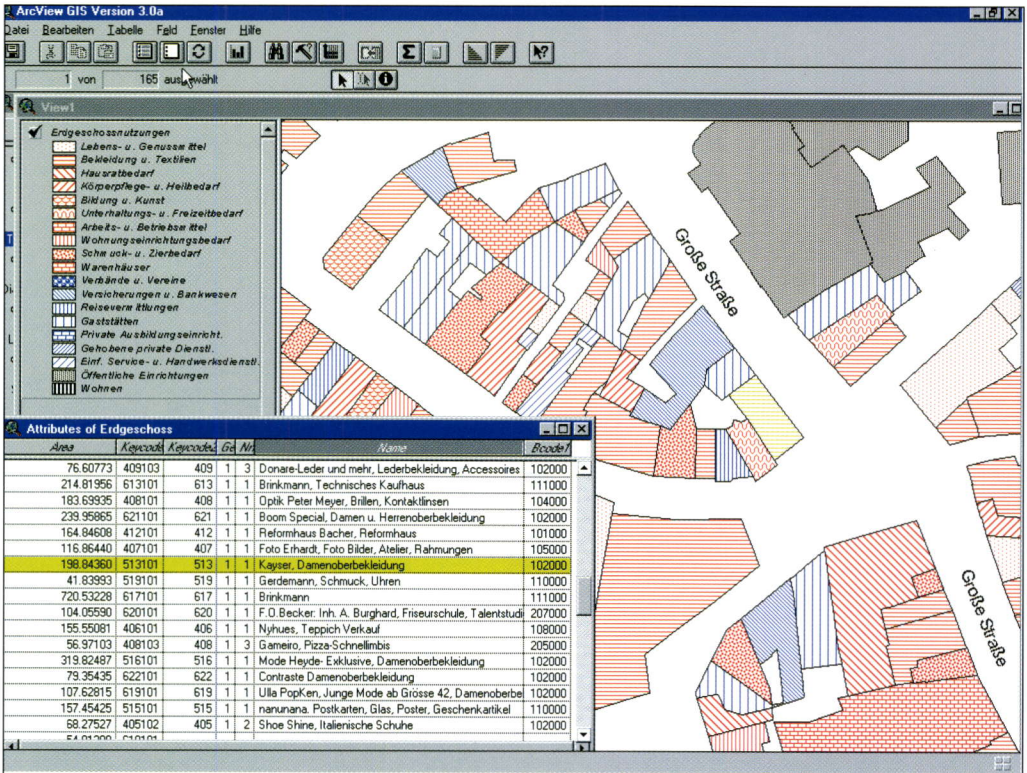 ArcView GIS Version 3.0a
Datei Bearbeiten Tabelle Feld Fenster Hilfe
1 von 165 ausgewählt
View1
Erdgeschossnutzungen
Lebens- u. Genussmittel
Bekleidung u. Textilien
Hausratbedarf
Körperpflege- u. Heilbedarf
Bildung u. Kunst
Unterhaltungs- u. Freizeitbedarf
Arbeits- u. Betriebsmittel
Wohnungseinrichtungsbedarf
Schmuck- u. Zierbedarf
Warenhäuser
Verbände u. Vereine
Versicherungen u. Bankwesen
Reisevermittlungen
Gaststätten
Private Ausbildungseinricht.
Gehobene private Dienstl.
Einf. Service- u. Handwerksdienstl.
Öffentliche Einrichtungen
Wohnen
Große Straße
Große Straße
Attributes of Erdgeschoss
Area Keycode Keycode2 Ge Nr Name Bcode1
76.60773 409103 409 1 3 Donare-Leder und mehr, Lederbekleidung, Accessoires 102000
214.81956 613101 613 1 1 Brinkmann, Technisches Kaufhaus 111000
183.69935 408101 408 1 1 Optik Peter Meyer, Brillen, Kontaktlinsen 104000
239.95865 621101 621 1 1 Boom Special, Damen u. Herrenoberbekleidung 102000
164.84608 412101 412 1 1 Reformhaus Bacher, Reformhaus 101000
116.86440 407101 407 1 1 Foto Erhardt, Foto Bilder, Atelier, Rahmungen 105000
198.84360 513101 513 1 1 Kayser, Damenoberbekleidung 102000
41.83993 519101 519 1 1 Gerdemann, Schmuck, Uhren 110000
720.53228 617101 617 1 1 Brinkmann 111000
104.05590 620101 620 1 1 F.O.Becker: Inh. A. Burghard, Friseurschule, Talentstudi 207000
155.55081 406101 406 1 1 Nyhues, Teppich Verkauf 108000
56.97103 408103 408 1 3 Gameiro, Pizza-Schnellimbis 205000
319.82487 516101 516 1 1 Mode Heyde- Exklusive, Damenoberbekleidung 102000
79.35435 622101 622 1 1 Contraste Damenoberbekleidung 102000
107.62815 619101 619 1 1 Ulla PopKen, Junge Mode ab Grösse 42, Damenoberbe 102000
157.45425 515101 515 1 1 nanunana. Postkarten, Glas, Poster, Geschenkartikel 110000
68.27527 405102 405 1 2 Shoe Shine, Italienische Schuhe 102000